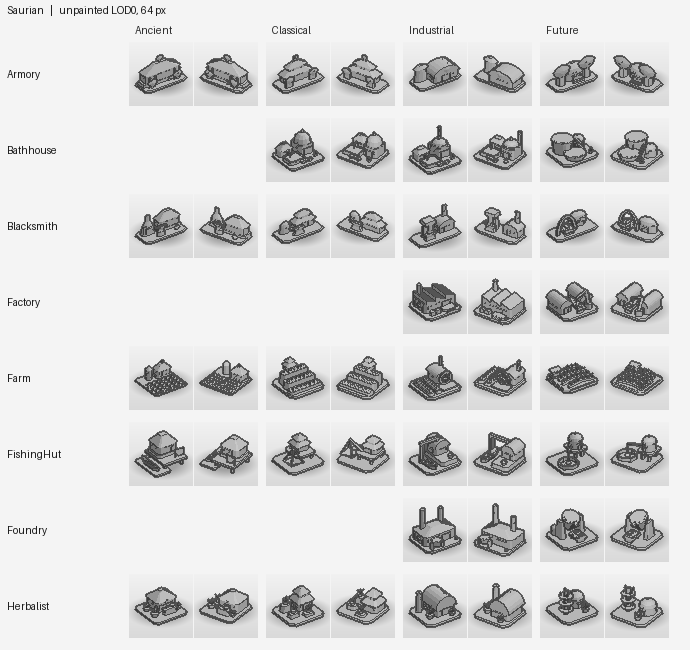 Saurian | unpainted LOD0, 64 px
Ancient Classical Industrial Future
Armory
Bathhouse
Blacksmith
Factory
Farm
FishingHut
Foundry
Herbalist